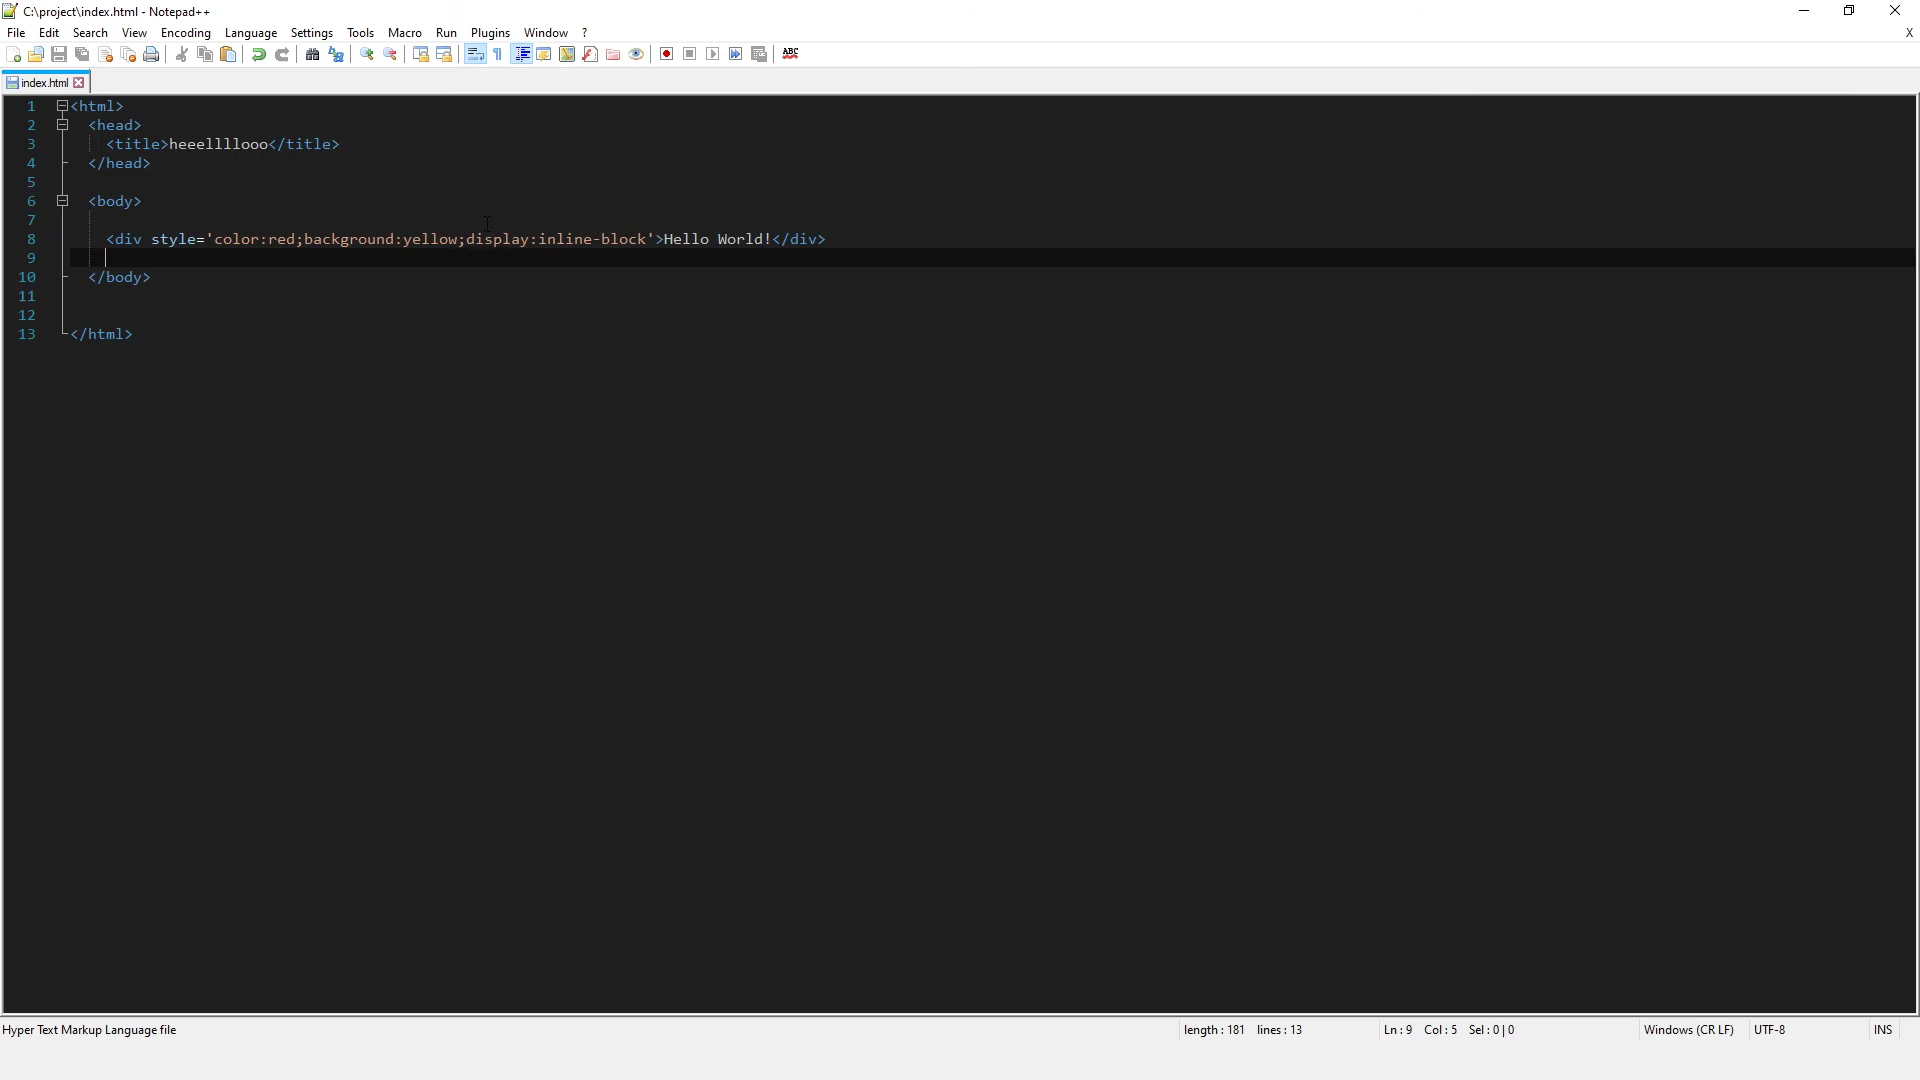 C:\project\index.html - Notepad++
File Edit Search View Encoding Language Settings Tools Macro Run Plugins Window ? X
ABC
index.html
1 <html>
2 <head>
3 <title>heeellllooo</title>
4 </head>
5
6 <body>
7
8 <div style='color:red;background:yellow;display:inline-block'>Hello World!</div>
9
10 </body>
11
12
13 </html>
Hyper Text Markup Language file length : 181 lines : 13 Ln : 9 Col : 5 Sel : 0 | 0 Windows (CR LF) UTF-8 INS